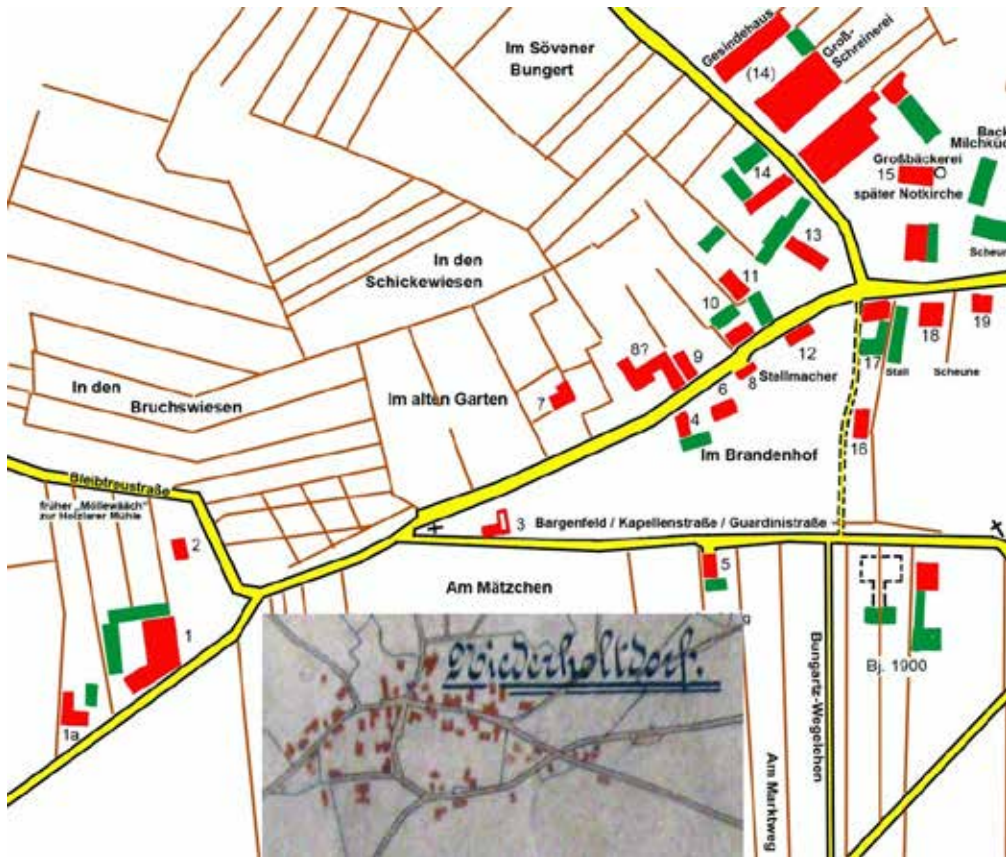 Im Sövener
Bungert
Gesindehaus
(14)
Groß-
Schreinerei
Back
Milchküc
Großbäckerei
15
später Notkirche
14
13
Scheun
In den
Schickewiesen
11
10
8?
9
12
Stellmacher
8
17
Stall
18
Scheune
19
In den
Bruchswiesen
Im alten Garten
7
6
4
16
Im Brandenhof
Bleibtreustraße
früher „Möllewääch“
zur Holzlarer Mühle
2
3
Bargenfeld / Kapellenstraße / Guardinistraße
5
Am Mätzchen
1
1a
Niederholtdorf.
Bj. 1900
Bungartz-Wegelchen
Am Marktweg